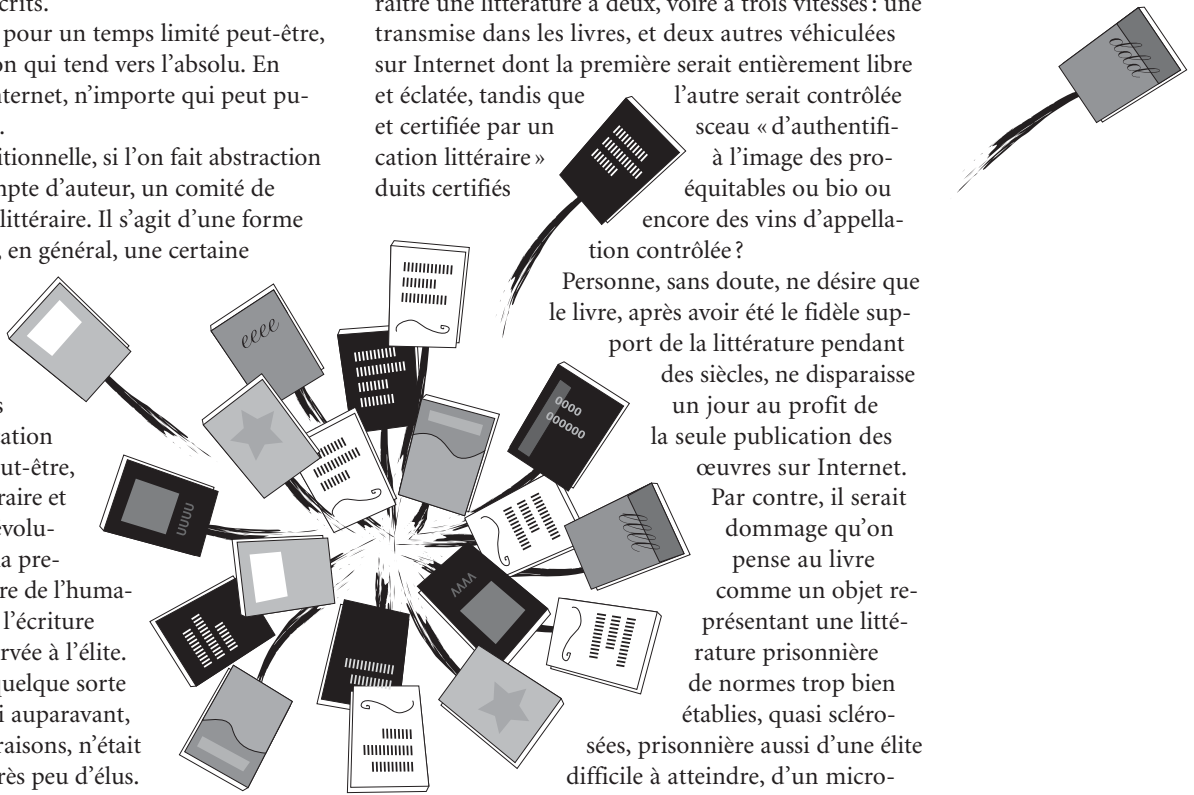 crits.
pour un temps limité peut-être,
on qui tend vers l’absolu. En
nternet, n’importe qui peut pu-
.
itionnelle, si l’on fait abstraction
mpte d’auteur, un comité de
littéraire. Il s’agit d’une forme
, en général, une certaine
s
ation
ut-être,
raire et
évolu-
la pre-
re de l’huma-
l’écriture
rvée à l’élite.
uelque sorte
i auparavant,
raisons, n’était
rès peu d’élus.
raître une littérature à deux, voire à trois vitesses : une
transmise dans les livres, et deux autres véhiculées
sur Internet dont la première serait entièrement libre
et éclatée, tandis que l’autre serait contrôlée
et certifiée par un sceau « d’authentifi-
cation littéraire » à l’image des pro-
duits certifiés équitables ou bio ou
encore des vins d’appella-
tion contrôlée ?
Personne, sans doute, ne désire que
le livre, après avoir été le fidèle sup-
port de la littérature pendant
des siècles, ne disparaisse
un jour au profit de
la seule publication des
œuvres sur Internet.
Par contre, il serait
dommage qu’on
pense au livre
comme un objet re-
présentant une litté-
rature prisonnière
de normes trop bien
établies, quasi scléro-
sées, prisonnière aussi d’une élite
difficile à atteindre, d’un micro-
eeee
nnnn
vvvv